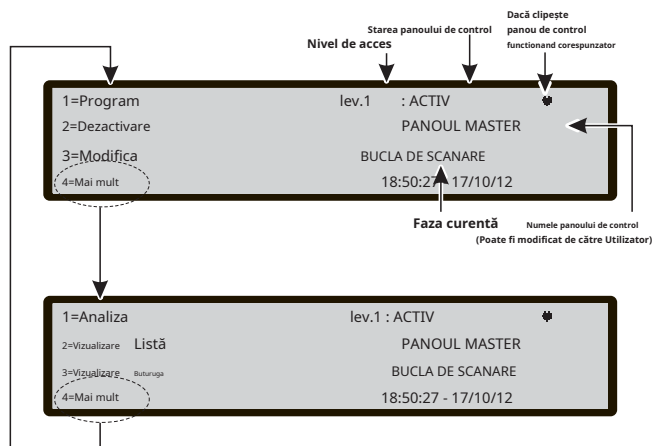 Dacă clipește
panou de control
functionand corespunzator
Starea panoului de control
Nivel de acces
1=Program lev.1 : ACTIV
2=Dezactivare PANOUL MASTER
3=Modifica BUCLA DE SCANARE
4=Mai mult 18:50:27 - 17/10/12
Faza curentă Numele panoului de control
(Poate fi modificat de către Utilizator)
1=Analiza lev.1 : ACTIV
2=Vizualizare Listă PANOUL MASTER
3=Vizualizare Buturuga BUCLA DE SCANARE
4=Mai mult 18:50:27 - 17/10/12